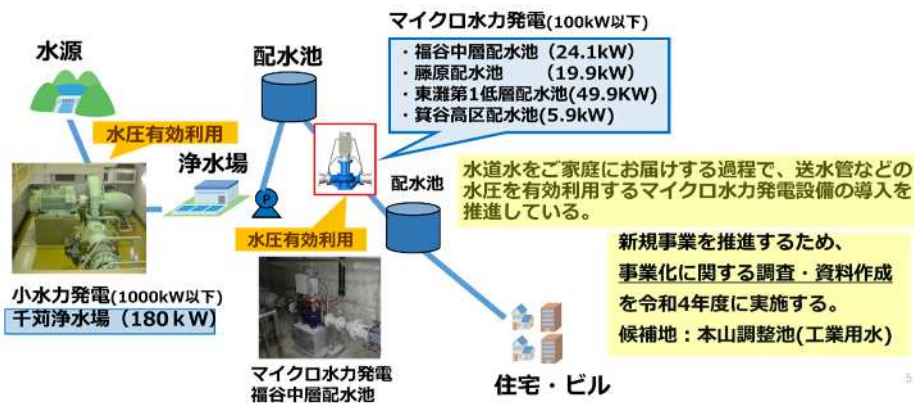 マイクロ水力発電(100kW以下)
・福谷中層配水池（24.1kW）
・藤原配水池　　（19.9kW）
・東灘第1低層配水池(49.9KW)
・箕谷高区配水池(5.9kW)
水源
配水池
水圧有効利用
浄水場
P
水圧有効利用
配水池
水道水をご家庭にお届けする過程で、送水管などの
水圧を有効利用するマイクロ水力発電設備の導入を
推進している。
新規事業を推進するため、
事業化に関する調査・資料作成
を令和4年度に実施する。
候補地：本山調整池(工業用水)
小水力発電(1000kW以下)
千苅浄水場（180ｋW）
マイクロ水力発電
福谷中層配水池
住宅・ビル
5